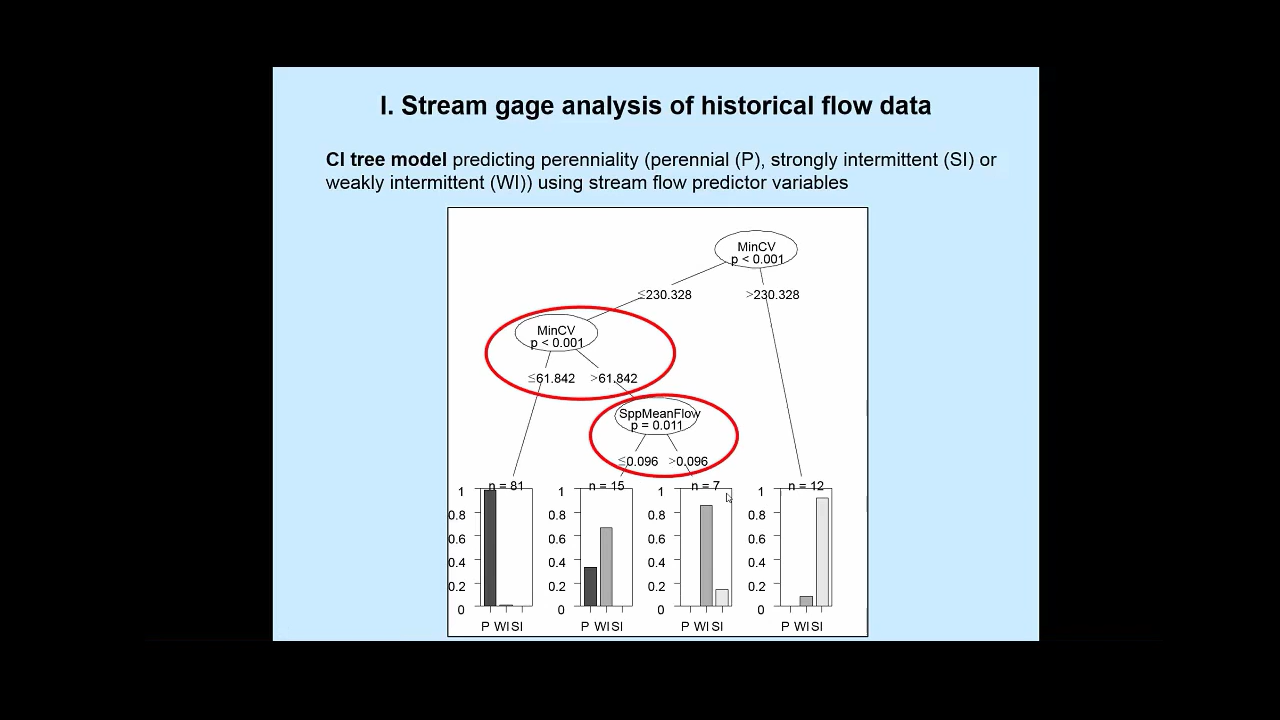 I. Stream gage analysis of historical flow data
CI tree model predicting perenniality (perennial (P), strongly intermittent (SI) or
weakly intermittent (WI)) using stream flow predictor variables
MinCV
p < 0.001
≤230.328 >230.328
MinCV
p < 0.001
≤61.842 >61.842
SppMeanFlow
p = 0.011
≤0.096 >0.096
n = 81 n = 15 n = 7 n = 12
1 1 1 1
0.8 0.8 0.8 0.8
0.6 0.6 0.6 0.6
0.4 0.4 0.4 0.4
0.2 0.2 0.2 0.2
0 0 0 0
P WI SI P WI SI P WI SI P WI SI